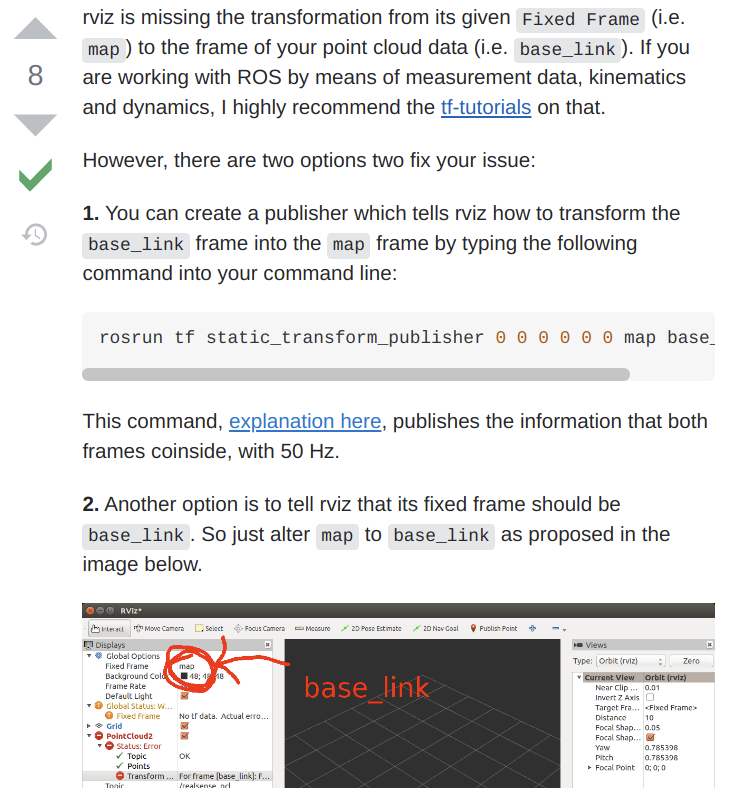 rviz is missing the transformation from its given Fixed Frame (i.e.
map) to the frame of your point cloud data (i.e. base_link). If you
8
are working with ROS by means of measurement data, kinematics
and dynamics, I highly recommend the tf-tutorials on that.
However, there are two options two fix your issue:
1. You can create a publisher which tells rviz how to transform the
base_link frame into the map frame by typing the following
command into your command line:
rosrun tf static_transform_publisher 0 0 0 0 0 0 map base_
This command, explanation here, publishes the information that both
frames coinside, with 50 Hz.
2. Another option is to tell rviz that its fixed frame should be
base_link. So just alter map to base_link as proposed in the
image below.
RViz*
Interact Move Camera Select Focus Camera Measure 2D Pose Estimate 2D Nav Goal Publish Point
Displays
Global Options
Fixed Frame map
Background Colo 48; 48; 48
Frame Rate
Default Light
Global Status: W...
Fixed Frame No tf data. Actual erro...
Grid
PointCloud2
Status: Error
Topic OK
Points
Transform ... For frame [base_link]: F...
Topic /realsense_pcl
base_link
Views
Type: Orbit (rviz) Zero
Current View Orbit (rviz)
Near Clip ... 0.01
Invert Z Axis
Target Fra... <Fixed Frame>
Distance 10
Focal Shap... 0.05
Focal Shap...
Yaw 0.785398
Pitch 0.785398
Focal Point 0; 0; 0